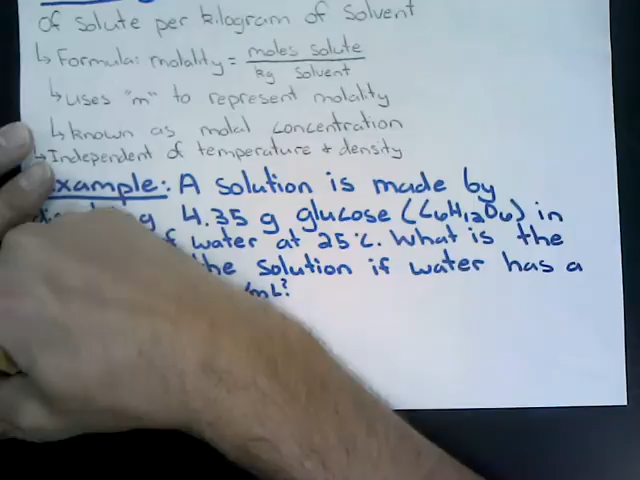 of solute per kilogram of solvent
↳ Formula: molality = moles solute / kg solvent
↳ uses "m" to represent molality
↳ known as molal concentration
↳ Independent of temperature + density
xample: A solution is made by
g 4.35 g glucose (C6H12O6) in
f water at 25°C. What is the
the solution if water has a
/mL?